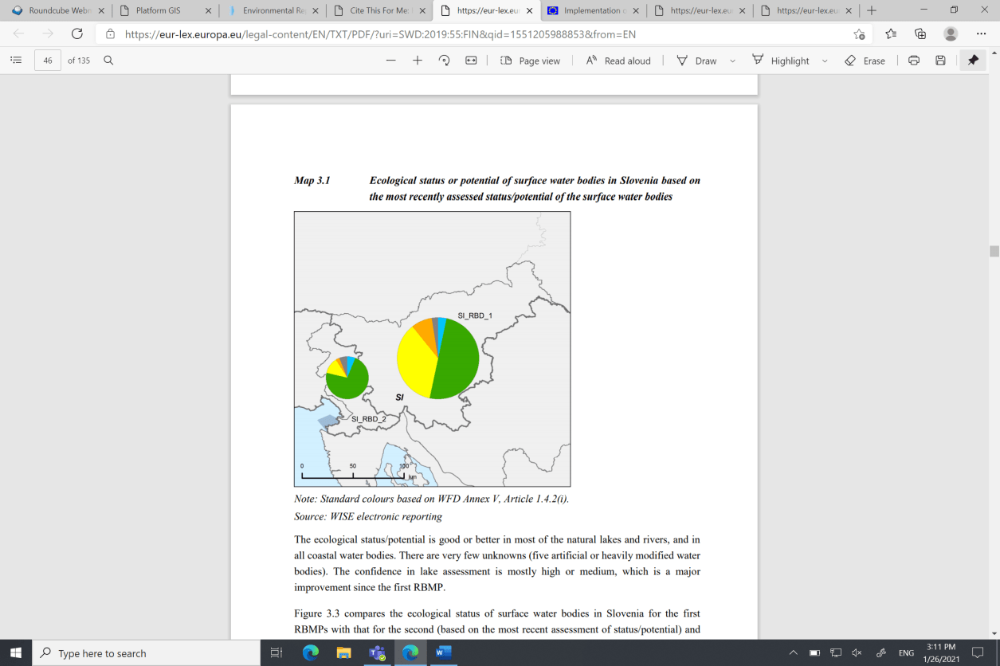 Roundcube Webm
Platform GIS
Environmental Re
Cite This For Me:
https://eur-lex.eur
Implementation o
https://eur-lex.eu
https://eur-lex.eu
https://eur-lex.europa.eu/legal-content/EN/TXT/PDF/?uri=SWD:2019:55:FIN&qid=1551205988853&from=EN
46 of 135
Page view
Read aloud
Draw
Highlight
Erase
Map 3.1 Ecological status or potential of surface water bodies in Slovenia based on
the most recently assessed status/potential of the surface water bodies
SI_RBD_1
SI
SI_RBD_2
0 50 100
km
Note: Standard colours based on WFD Annex V, Article 1.4.2(i).
Source: WISE electronic reporting
The ecological status/potential is good or better in most of the natural lakes and rivers, and in
all coastal water bodies. There are very few unknowns (five artificial or heavily modified water
bodies). The confidence in lake assessment is mostly high or medium, which is a major
improvement since the first RBMP.
Figure 3.3 compares the ecological status of surface water bodies in Slovenia for the first
RBMPs with that for the second (based on the most recent assessment of status/potential) and
Type here to search
ENG
3:11 PM
1/26/2021